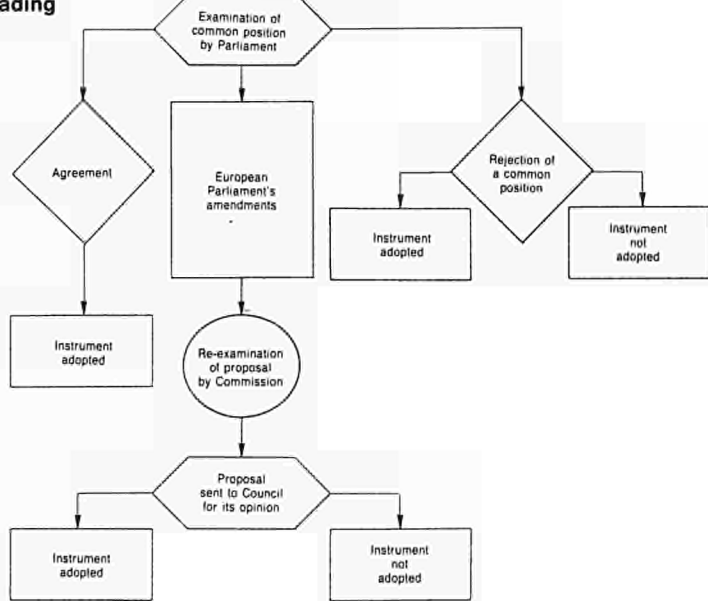 Examination of
common position
by Parliament
Agreement
European
Parliament's
amendments
Rejection of
a common
position
Instrument
adopted
Instrument
not
adopted
Instrument
adopted
Re-examination
of proposal
by Commission
Proposal
sent to Council
for its opinion
Instrument
adopted
Instrument
not
adopted